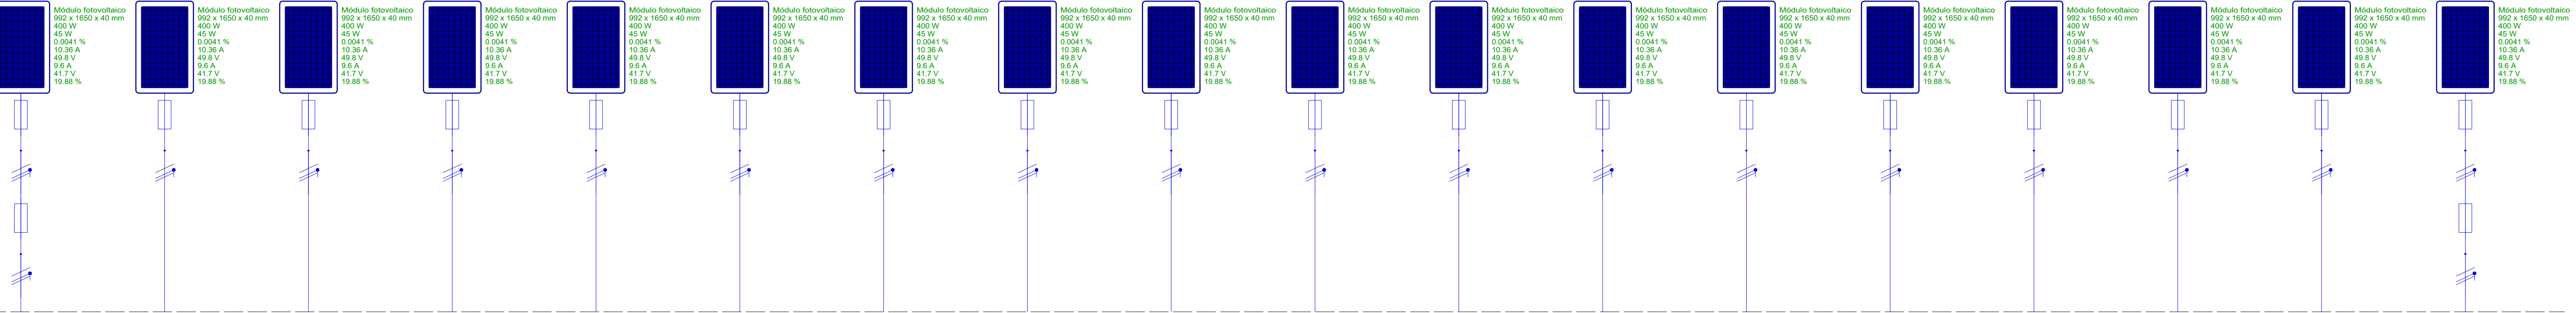 Módulo fotovoltaico
992 x 1650 x 40 mm
400 W
45 W
0.0041 %
10.36 A
49.8 V
9.6 A
41.7 V
19.88 %
Módulo fotovoltaico
992 x 1650 x 40 mm
400 W
45 W
0.0041 %
10.36 A
49.8 V
9.6 A
41.7 V
19.88 %
Módulo fotovoltaico
992 x 1650 x 40 mm
400 W
45 W
0.0041 %
10.36 A
49.8 V
9.6 A
41.7 V
19.88 %
Módulo fotovoltaico
992 x 1650 x 40 mm
400 W
45 W
0.0041 %
10.36 A
49.8 V
9.6 A
41.7 V
19.88 %
Módulo fotovoltaico
992 x 1650 x 40 mm
400 W
45 W
0.0041 %
10.36 A
49.8 V
9.6 A
41.7 V
19.88 %
Módulo fotovoltaico
992 x 1650 x 40 mm
400 W
45 W
0.0041 %
10.36 A
49.8 V
9.6 A
41.7 V
19.88 %
Módulo fotovoltaico
992 x 1650 x 40 mm
400 W
45 W
0.0041 %
10.36 A
49.8 V
9.6 A
41.7 V
19.88 %
Módulo fotovoltaico
992 x 1650 x 40 mm
400 W
45 W
0.0041 %
10.36 A
49.8 V
9.6 A
41.7 V
19.88 %
Módulo fotovoltaico
992 x 1650 x 40 mm
400 W
45 W
0.0041 %
10.36 A
49.8 V
9.6 A
41.7 V
19.88 %
Módulo fotovoltaico
992 x 1650 x 40 mm
400 W
45 W
0.0041 %
10.36 A
49.8 V
9.6 A
41.7 V
19.88 %
Módulo fotovoltaico
992 x 1650 x 40 mm
400 W
45 W
0.0041 %
10.36 A
49.8 V
9.6 A
41.7 V
19.88 %
Módulo fotovoltaico
992 x 1650 x 40 mm
400 W
45 W
0.0041 %
10.36 A
49.8 V
9.6 A
41.7 V
19.88 %
Módulo fotovoltaico
992 x 1650 x 40 mm
400 W
45 W
0.0041 %
10.36 A
49.8 V
9.6 A
41.7 V
19.88 %
Módulo fotovoltaico
992 x 1650 x 40 mm
400 W
45 W
0.0041 %
10.36 A
49.8 V
9.6 A
41.7 V
19.88 %
Módulo fotovoltaico
992 x 1650 x 40 mm
400 W
45 W
0.0041 %
10.36 A
49.8 V
9.6 A
41.7 V
19.88 %
Módulo fotovoltaico
992 x 1650 x 40 mm
400 W
45 W
0.0041 %
10.36 A
49.8 V
9.6 A
41.7 V
19.88 %
Módulo fotovoltaico
992 x 1650 x 40 mm
400 W
45 W
0.0041 %
10.36 A
49.8 V
9.6 A
41.7 V
19.88 %
Módulo fotovoltaico
992 x 1650 x 40 mm
400 W
45 W
0.0041 %
10.36 A
49.8 V
9.6 A
41.7 V
19.88 %